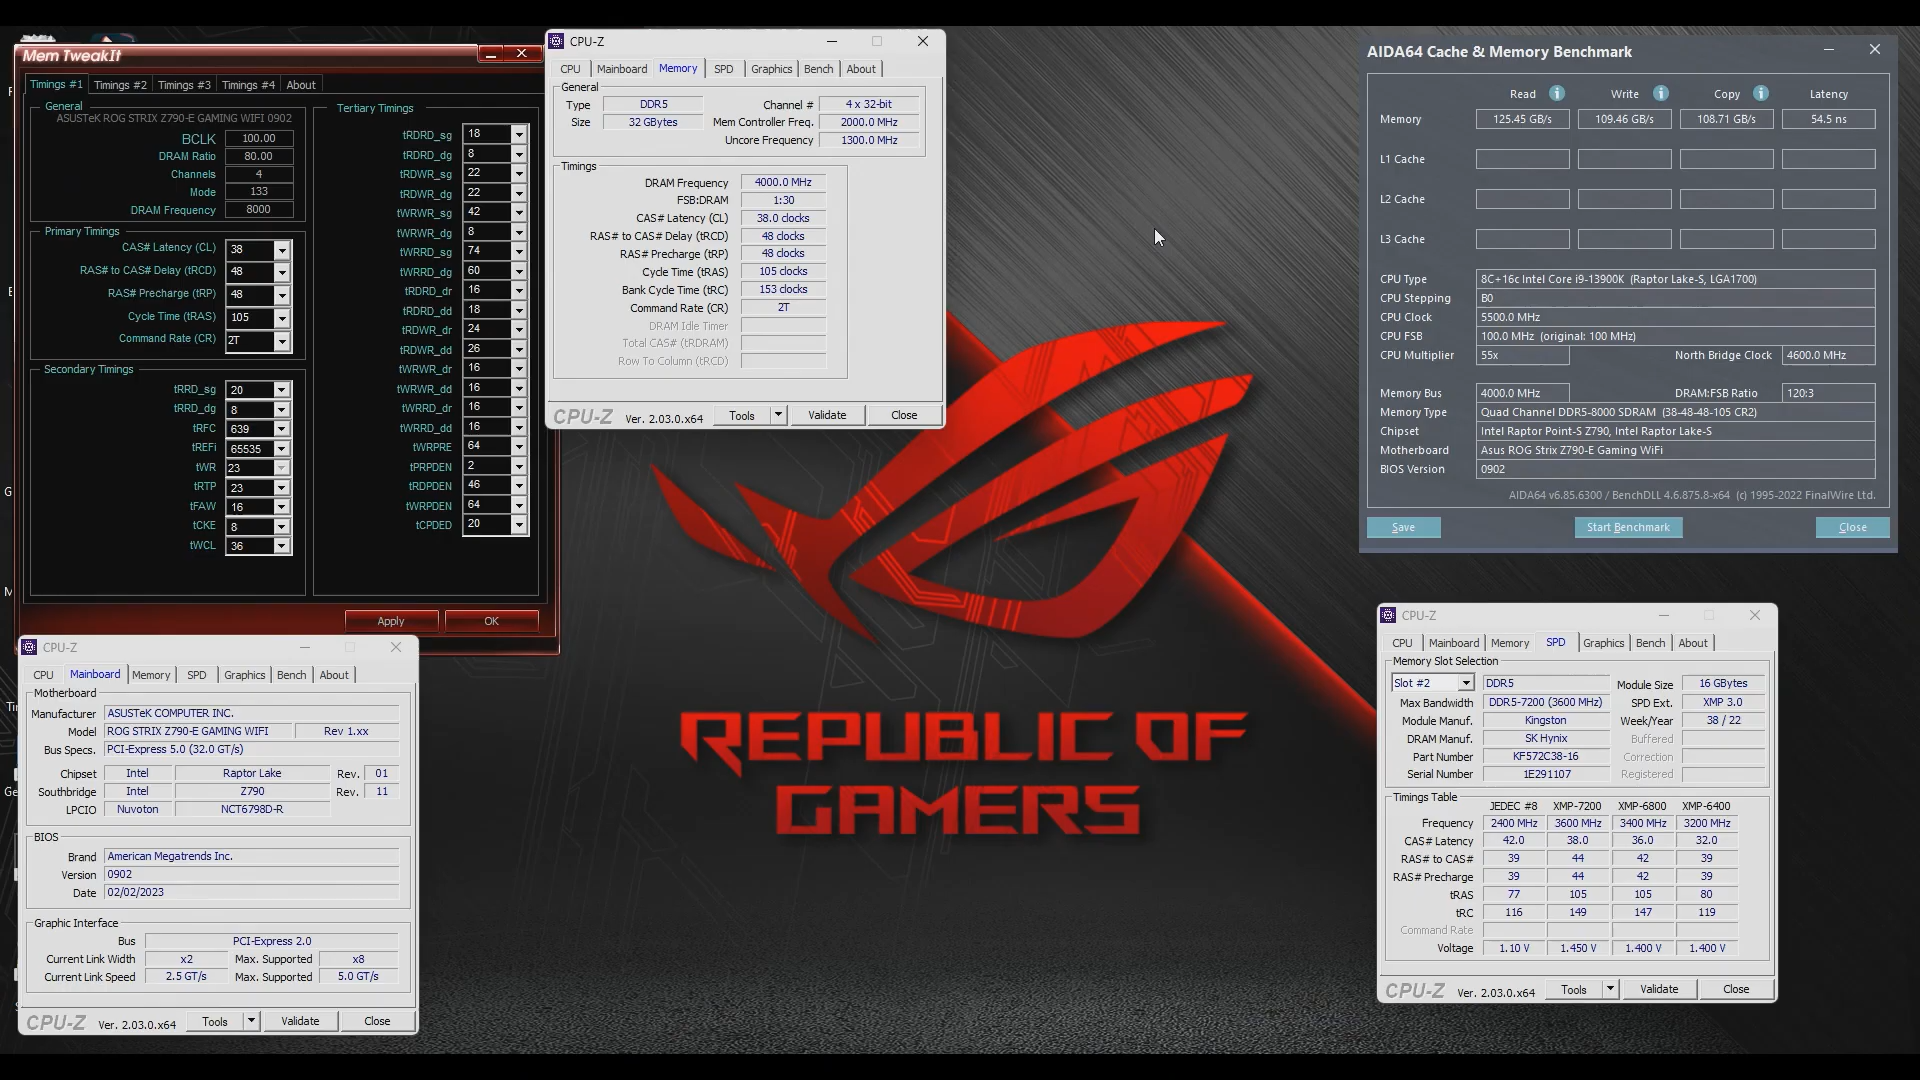 Mem TweakIt
Timings #1 Timings #2 Timings #3 Timings #4 About
General
ASUSTeK ROG STRIX Z790-E GAMING WIFI 0902
BCLK 100.00
DRAM Ratio 80.00
Channels 4
Mode 133
DRAM Frequency 8000
Primary Timings
CAS# Latency (CL) 38
RAS# to CAS# Delay (tRCD) 48
RAS# Precharge (tRP) 48
Cycle Time (tRAS) 105
Command Rate (CR) 2T
Secondary Timings
tRRD_sg 20
tRRD_dg 8
tRFC 639
tREFi 65535
tWR 23
tRTP 23
tFAW 16
tCKE 8
tWCL 36
Tertiary Timings
tRDRD_sg 18
tRDRD_dg 8
tRDWR_sg 22
tRDWR_dg 22
tWRWR_sg 42
tWRWR_dg 8
tWRRD_sg 74
tWRRD_dg 60
tRDRD_dr 16
tRDRD_dd 18
tRDWR_dr 24
tRDWR_dd 26
tWRWR_dr 16
tWRWR_dd 16
tWRRD_dr 16
tWRRD_dd 16
tWRPRE 64
tPRPDEN 2
tRDPDEN 46
tWRPDEN 64
tCPDED 20
Apply OK
CPU-Z
CPU Mainboard Memory SPD Graphics Bench About
General
Type DDR5 Channel # 4 x 32-bit
Size 32 GBytes Mem Controller Freq. 2000.0 MHz
Uncore Frequency 1300.0 MHz
Timings
DRAM Frequency 4000.0 MHz
FSB:DRAM 1:30
CAS# Latency (CL) 38.0 clocks
RAS# to CAS# Delay (tRCD) 48 clocks
RAS# Precharge (tRP) 48 clocks
Cycle Time (tRAS) 105 clocks
Bank Cycle Time (tRC) 153 clocks
Command Rate (CR) 2T
DRAM Idle Timer
Total CAS# (tRDRAM)
Row To Column (tRCD)
CPU-Z Ver. 2.03.0.x64 Tools Validate Close
AIDA64 Cache & Memory Benchmark
Read Write Copy Latency
Memory 125.45 GB/s 109.46 GB/s 108.71 GB/s 54.5 ns
L1 Cache
L2 Cache
L3 Cache
CPU Type 8C+16c Intel Core i9-13900K (Raptor Lake-S, LGA1700)
CPU Stepping B0
CPU Clock 5500.0 MHz
CPU FSB 100.0 MHz (original: 100 MHz)
CPU Multiplier 55x North Bridge Clock 4600.0 MHz
Memory Bus 4000.0 MHz DRAM:FSB Ratio 120:3
Memory Type Quad Channel DDR5-8000 SDRAM (38-48-48-105 CR2)
Chipset Intel Raptor Point-S Z790, Intel Raptor Lake-S
Motherboard Asus ROG Strix Z790-E Gaming WiFi
BIOS Version 0902
AIDA64 v6.85.6300 / BenchDLL 4.6.875.8-x64 (c) 1995-2022 FinalWire Ltd.
Save Start Benchmark Close
CPU-Z
CPU Mainboard Memory SPD Graphics Bench About
Motherboard
Manufacturer ASUSTeK COMPUTER INC.
Model ROG STRIX Z790-E GAMING WIFI Rev 1.xx
Bus Specs. PCI-Express 5.0 (32.0 GT/s)
Chipset Intel Raptor Lake Rev. 01
Southbridge Intel Z790 Rev. 11
LPCIO Nuvoton NCT6798D-R
BIOS
Brand American Megatrends Inc.
Version 0902
Date 02/02/2023
Graphic Interface
Bus PCI-Express 2.0
Current Link Width x2 Max. Supported x8
Current Link Speed 2.5 GT/s Max. Supported 5.0 GT/s
CPU-Z Ver. 2.03.0.x64 Tools Validate Close
REPUBLIC OF
GAMERS
CPU-Z
CPU Mainboard Memory SPD Graphics Bench About
Memory Slot Selection
Slot #2 DDR5 Module Size 16 GBytes
Max Bandwidth DDR5-7200 (3600 MHz) SPD Ext. XMP 3.0
Module Manuf. Kingston Week/Year 38 / 22
DRAM Manuf. SK Hynix Buffered
Part Number KF572C38-16 Correction
Serial Number 1E291107 Registered
Timings Table
JEDEC #8 XMP-7200 XMP-6800 XMP-6400
Frequency 2400 MHz 3600 MHz 3400 MHz 3200 MHz
CAS# Latency 42.0 38.0 36.0 32.0
RAS# to CAS# 39 44 42 39
RAS# Precharge 39 44 42 39
tRAS 77 105 105 80
tRC 116 149 147 119
Command Rate
Voltage 1.10 V 1.450 V 1.400 V 1.400 V
CPU-Z Ver. 2.03.0.x64 Tools Validate Close